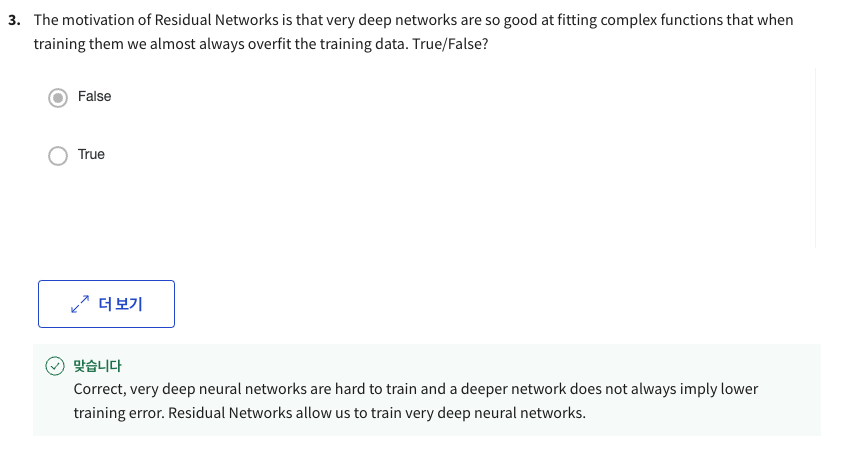 3. The motivation of Residual Networks is that very deep networks are so good at fitting complex functions that when
training them we almost always overfit the training data. True/False?
False
True
더 보기
맞습니다
Correct, very deep neural networks are hard to train and a deeper network does not always imply lower
training error. Residual Networks allow us to train very deep neural networks.